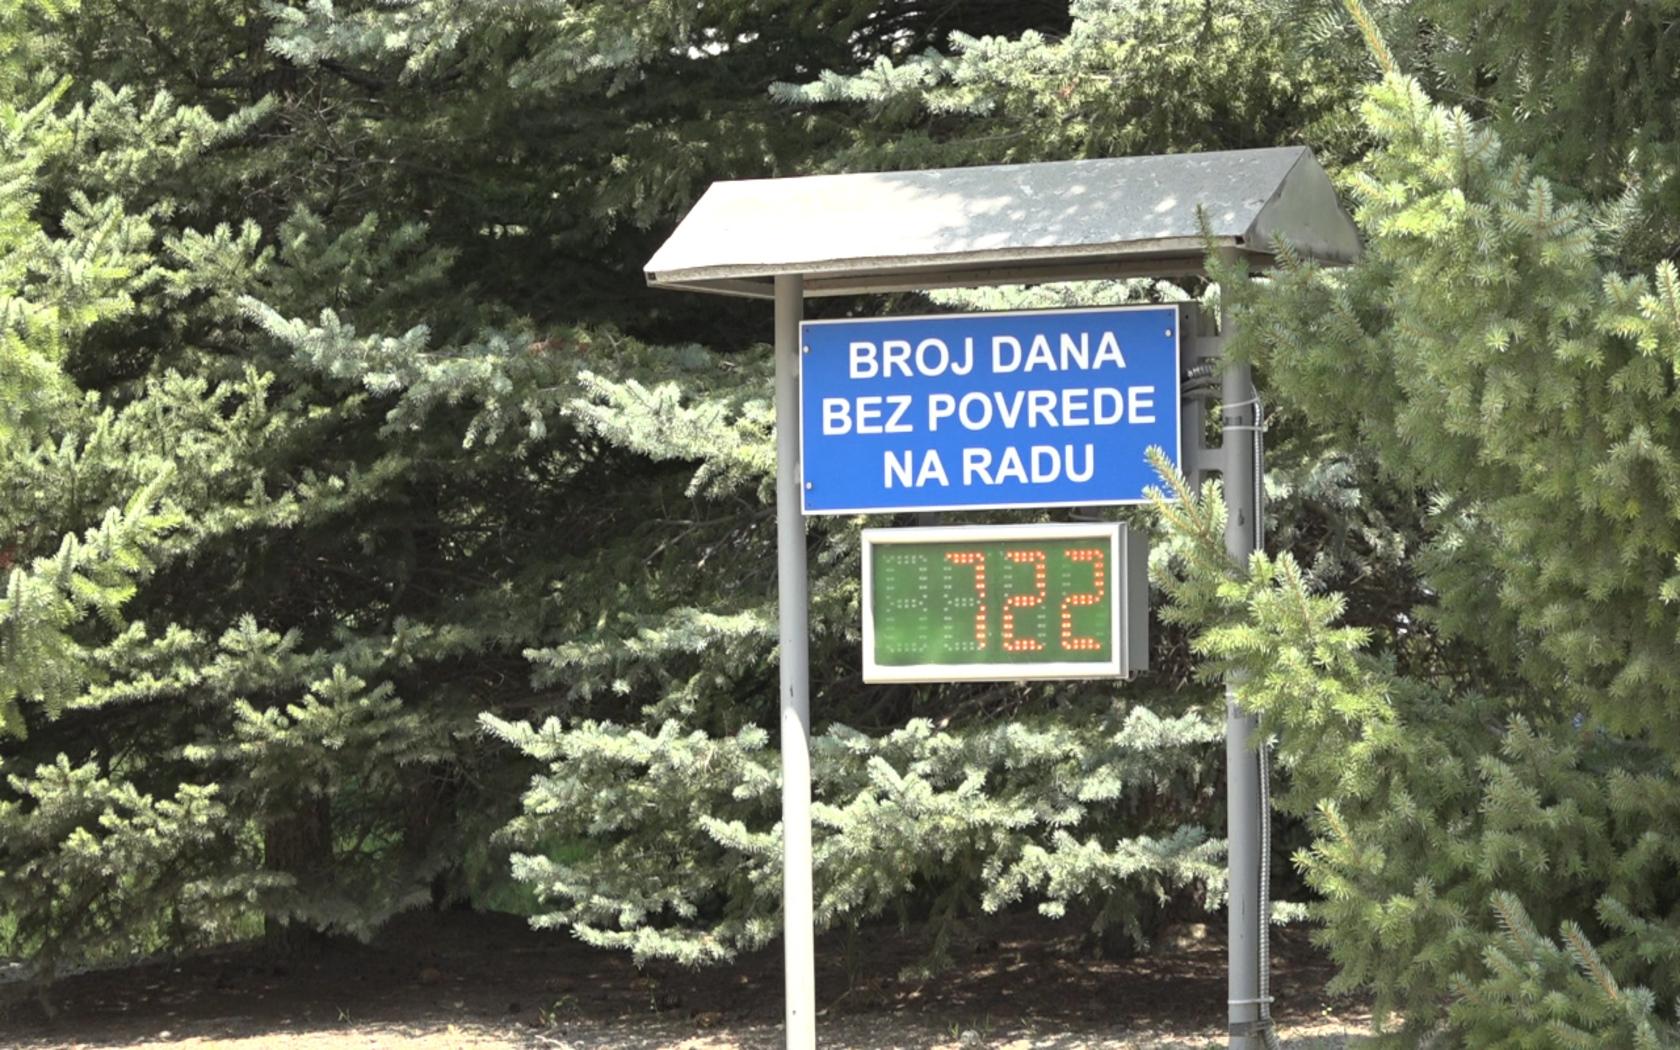 BROJ DANA
BEZ POVREDE
NA RADU
722